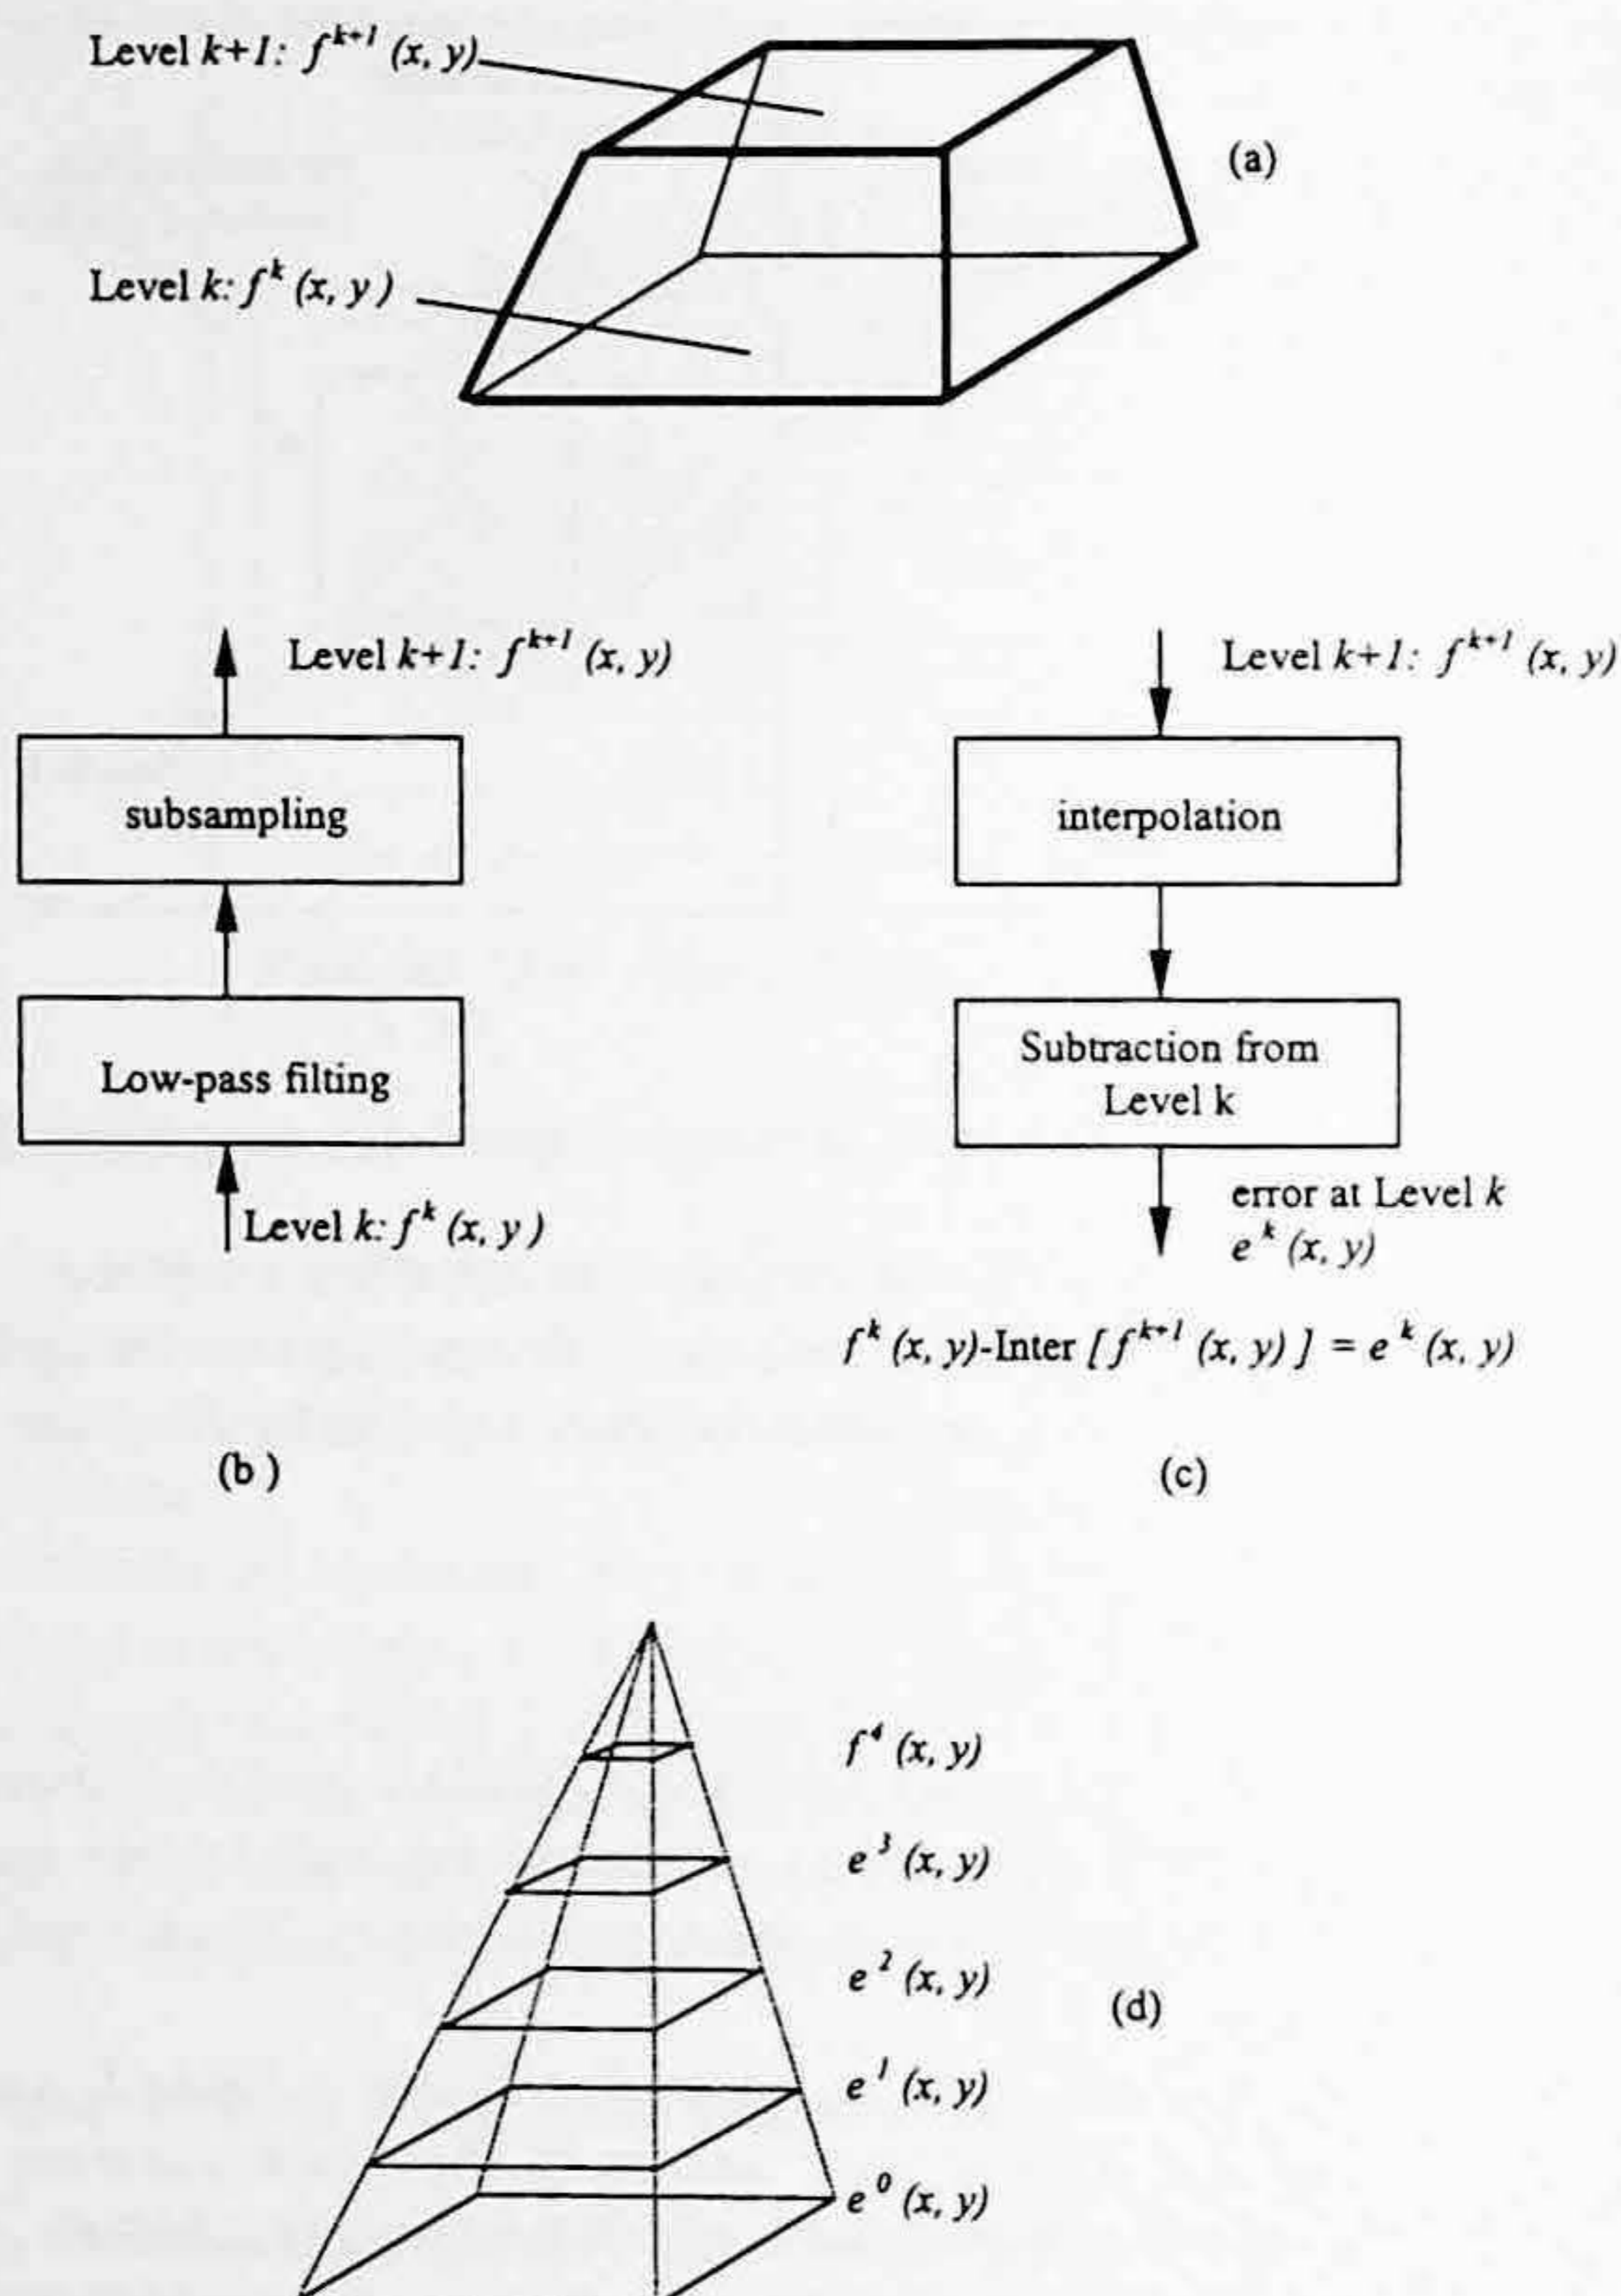 Level k+1: f^{k+1} (x, y)
(a)
Level k: f^k (x, y)
Level k+1: f^{k+1} (x, y)
subsampling
Low-pass filting
Level k: f^k (x, y)
(b)
Level k+1: f^{k+1} (x, y)
interpolation
Subtraction from
Level k
error at Level k
e^k (x, y)
f^k (x, y)-Inter [f^{k+1} (x, y)] = e^k (x, y)
(c)
f^4 (x, y)
e^3 (x, y)
e^2 (x, y)
(d)
e^1 (x, y)
e^0 (x, y)